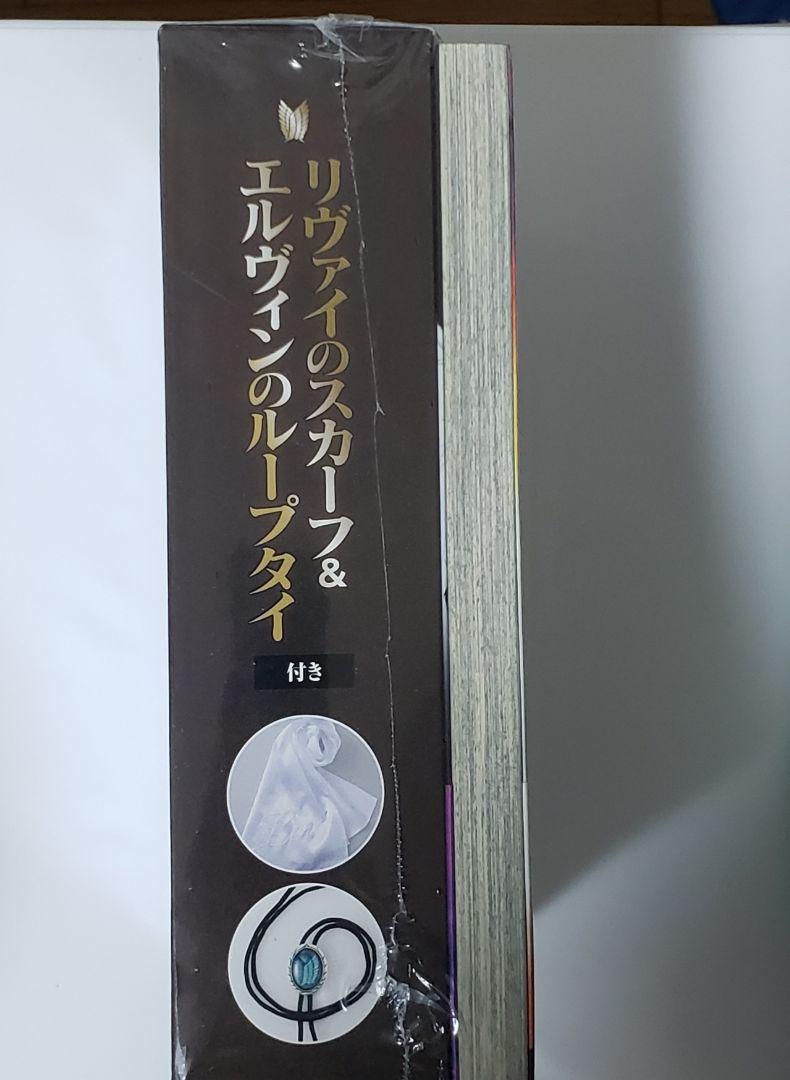 リヴァイのスカーフ&
エルヴィンのループタイ
付き